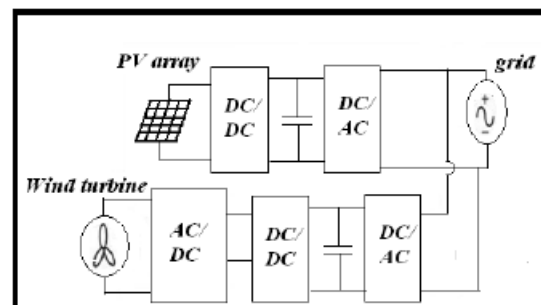 PV array
grid
DC/
DC
DC/
AC
+
-
Wind turbine
AC/
DC
DC/
DC
DC/
AC